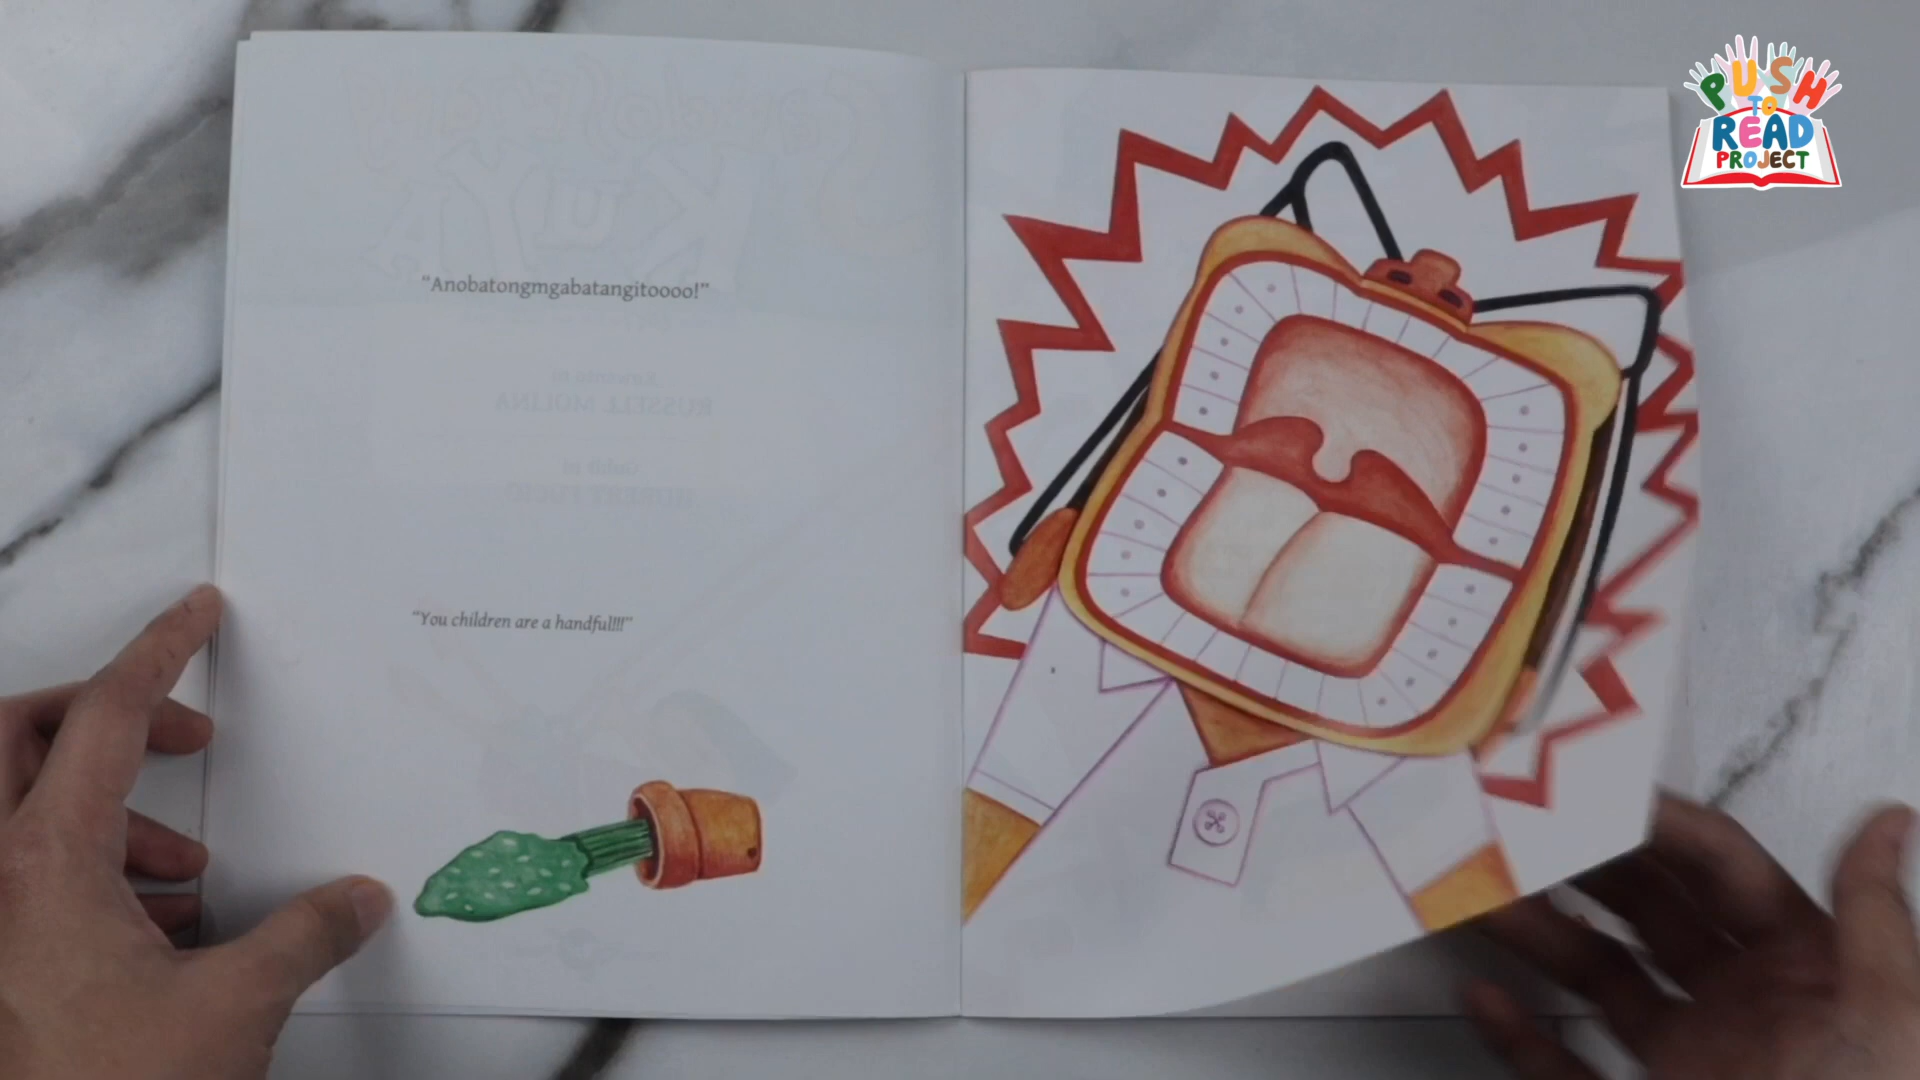 "Anobatongmgabatangitoooo!"
"You children are a handful!!!"
PUSH
TO
READ
PROJECT